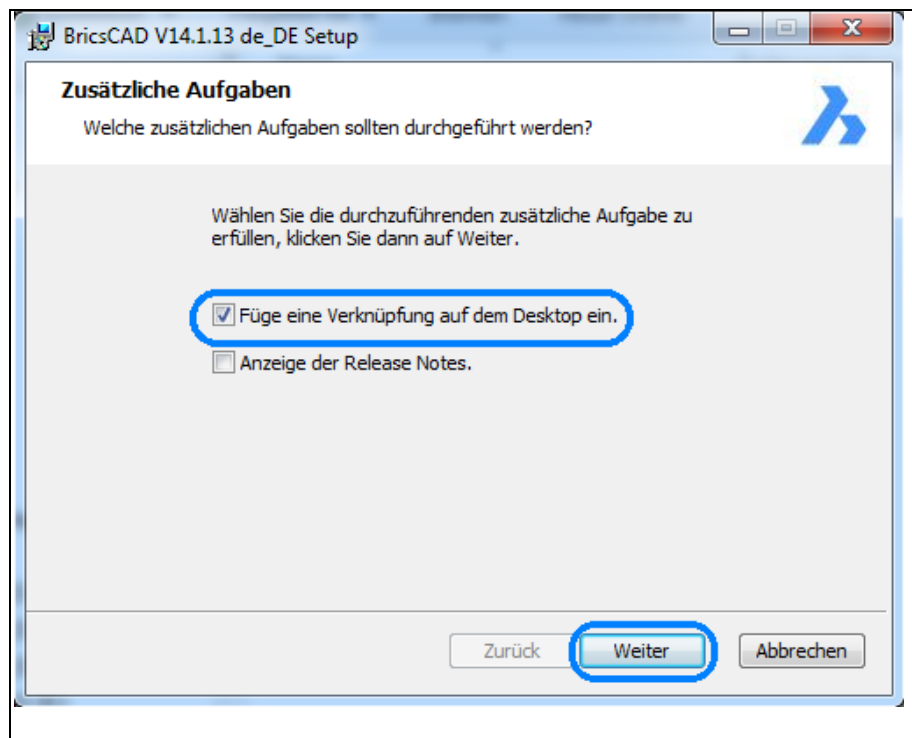 BricsCAD V14.1.13 de_DE Setup
Zusätzliche Aufgaben
Welche zusätzlichen Aufgaben sollten durchgeführt werden?
Wählen Sie die durchzuführenden zusätzliche Aufgabe zu
erfüllen, klicken Sie dann auf Weiter.
Füge eine Verknüpfung auf dem Desktop ein.
Anzeige der Release Notes.
Zurück Weiter Abbrechen